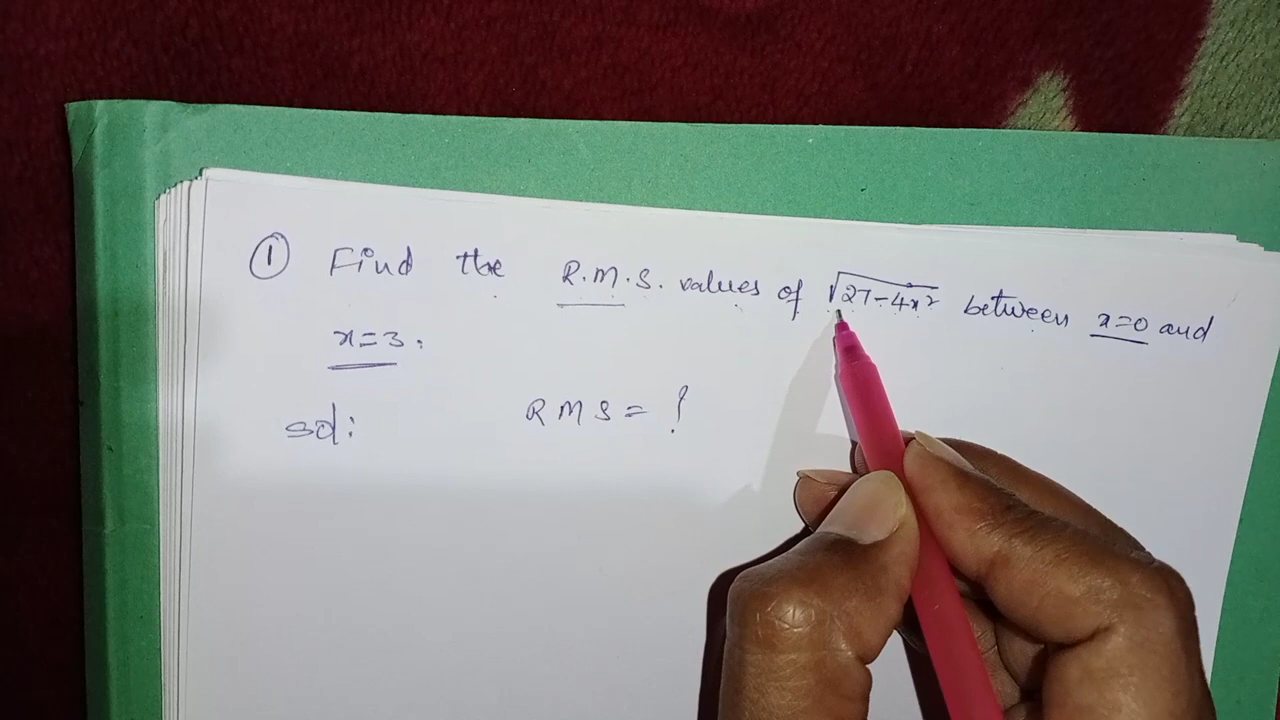 ① Find the R.M.S. values of √27-4x² between x=0 and
x=3.
Sol:
RMS = ?